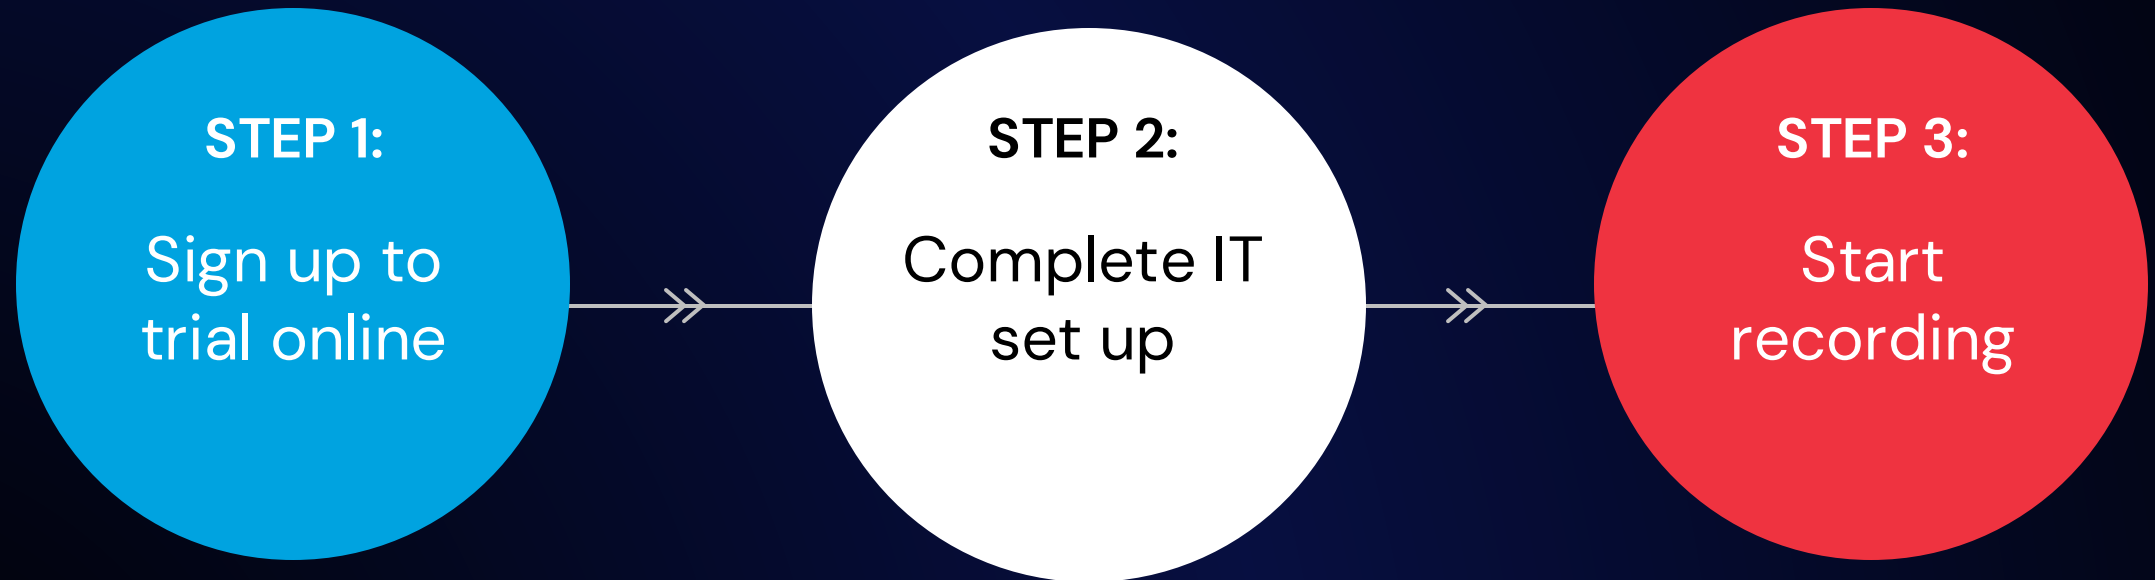 STEP 1:
Sign up to
trial online
STEP 2:
Complete IT
set up
STEP 3:
Start
recording